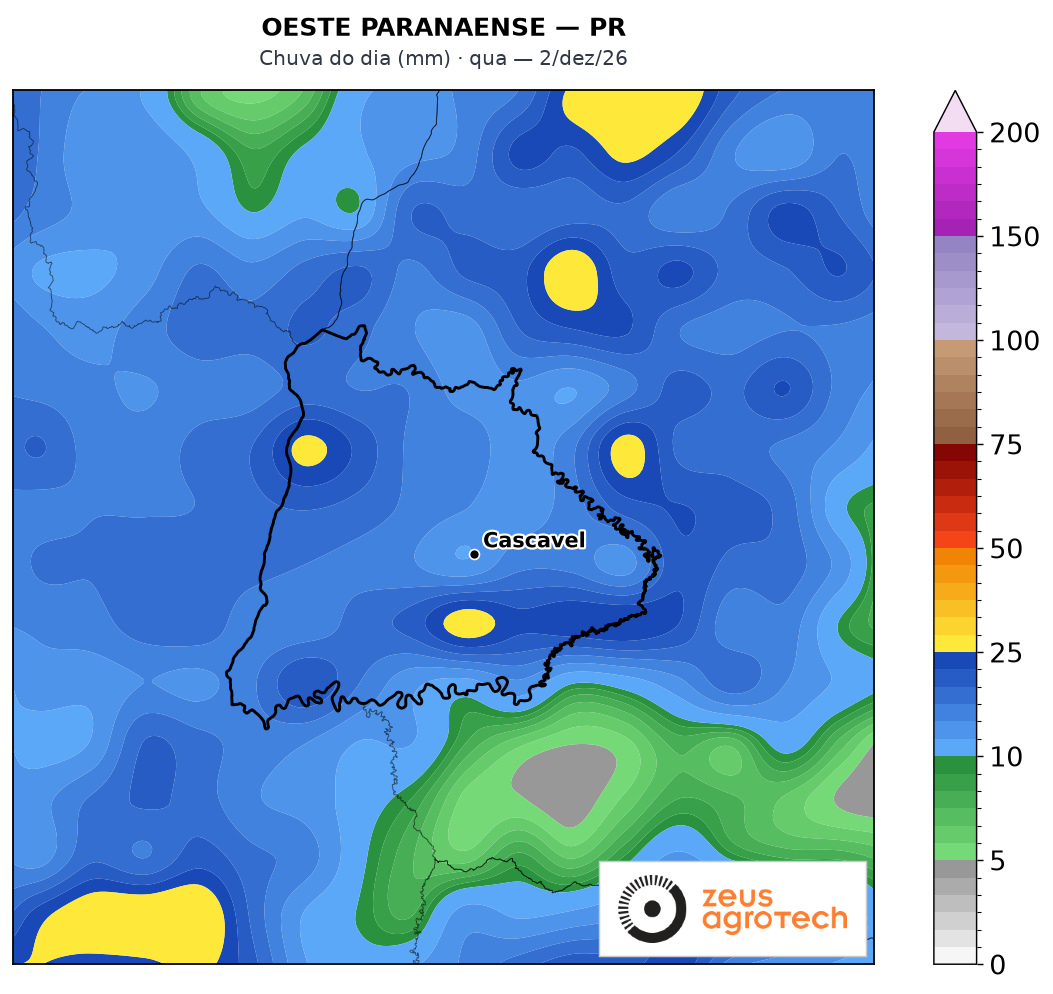 OESTE PARANAENSE — PR
Chuva do dia (mm) · qua — 2/dez/26
200
150
100
75
50
25
10
5
0
Cascavel
zeus
agrotech